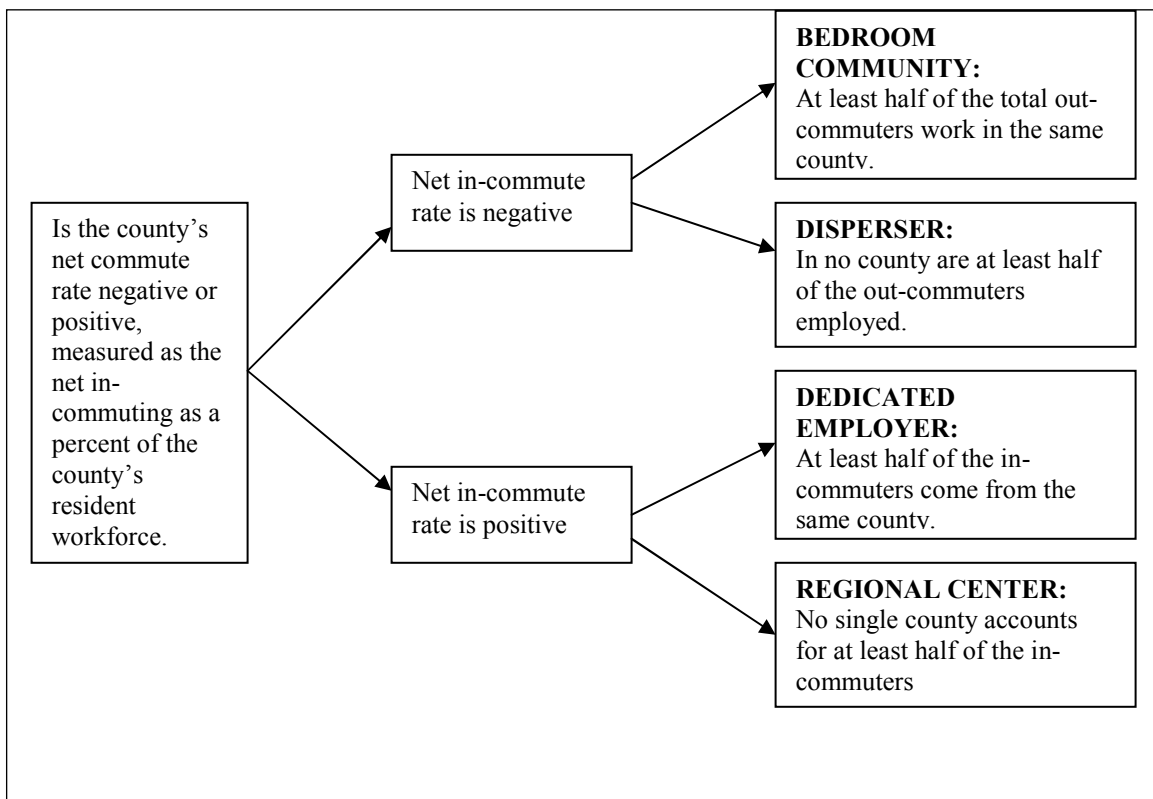 Is the county's
net commute
rate negative or
positive,
measured as the
net in-
commuting as a
percent of the
county's
resident
workforce.
Net in-commute
rate is negative
Net in-commute
rate is positive
BEDROOM
COMMUNITY:
At least half of the total out-
commuters work in the same
county.
DISPERSER:
In no county are at least half
of the out-commuters
employed.
DEDICATED
EMPLOYER:
At least half of the in-
commuters come from the
same county.
REGIONAL CENTER:
No single county accounts
for at least half of the in-
commuters